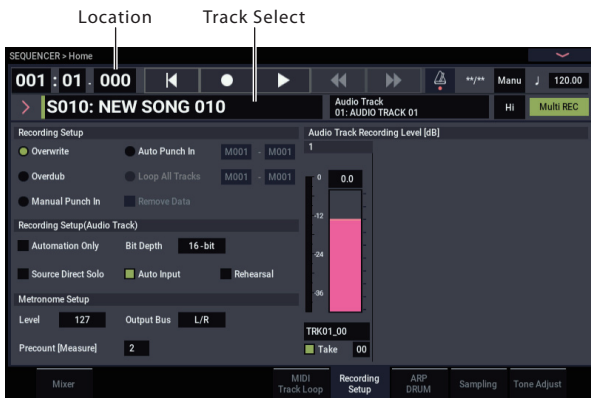 Location Track Select
SEQUENCER > Home
001 : 01 . 000 **/** Manu ♩ 120.00
S010: NEW SONG 010 Audio Track
01: AUDIO TRACK 01 Hi Multi REC
Recording Setup Audio Track Recording Level [dB]
Overwrite Auto Punch In M001 - M001 1
Overdub Loop All Tracks M001 - M001 0 0.0
Manual Punch In Remove Data
-12
Recording Setup(Audio Track)
Automation Only Bit Depth 16-bit
-24
Source Direct Solo Auto Input Rehearsal
-36
Metronome Setup
Level 127 Output Bus L/R
TRK01_00
Precount [Measure] 2 Take 00
Mixer MIDI Track Loop Recording Setup ARP DRUM Sampling Tone Adjust